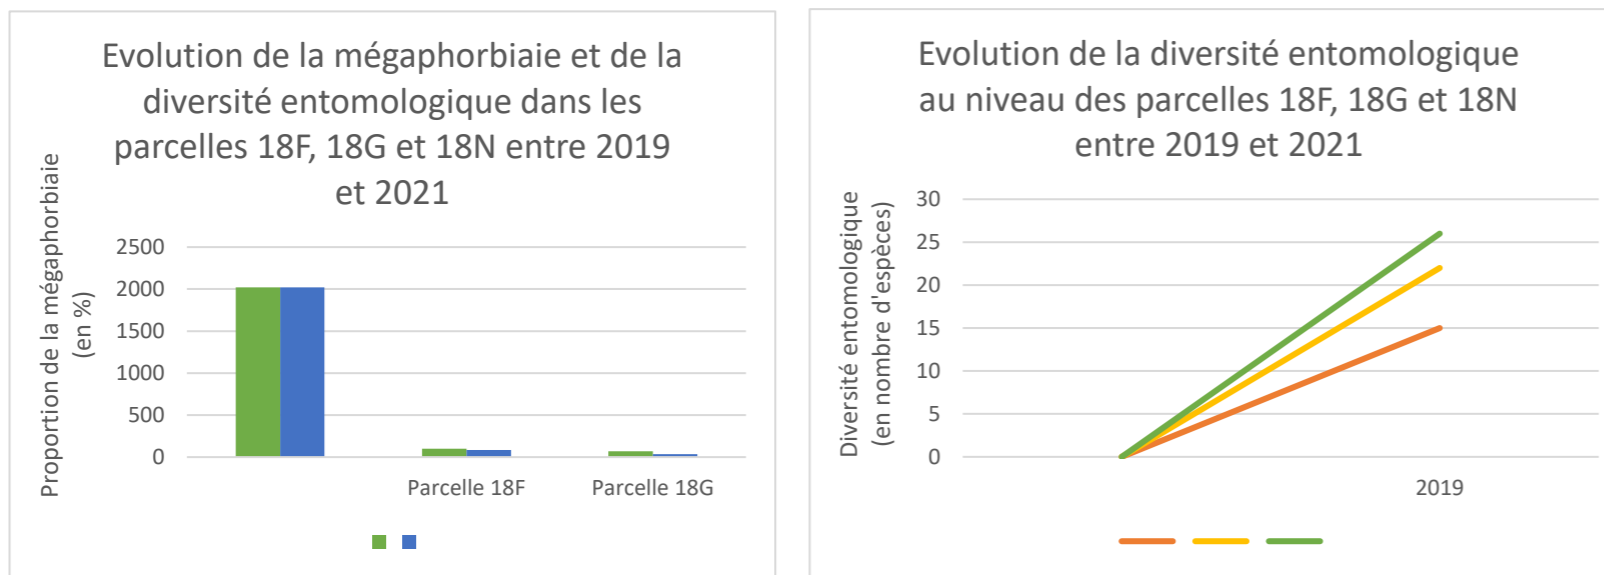 Evolution de la mégaphorbiaie et de la
diversité entomologique dans les
parcelles 18F, 18G et 18N entre 2019
et 2021
Proportion de la mégaphorbiaie
(en %)
2500
2000
1500
1000
500
0
Parcelle 18F
Parcelle 18G
Evolution de la diversité entomologique
au niveau des parcelles 18F, 18G et 18N
entre 2019 et 2021
Diversité entomologique
(en nombre d'espèces)
30
25
20
15
10
5
0
2019